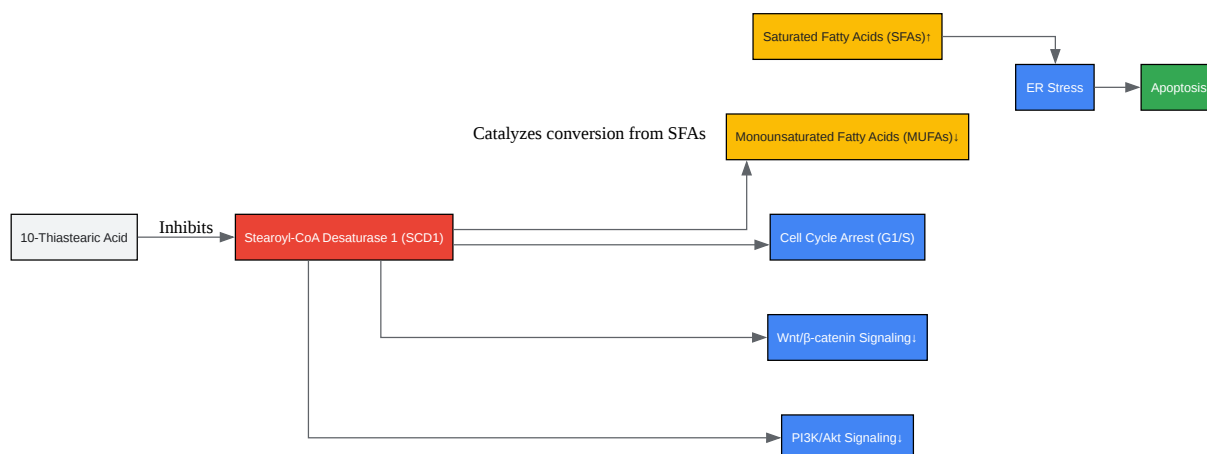 Saturated Fatty Acids (SFAs)↑
ER Stress
Apoptosis
Catalyzes conversion from SFAs
Monounsaturated Fatty Acids (MUFAs)↓
10-Thiastearic Acid
Inhibits
Stearoyl-CoA Desaturase 1 (SCD1)
Cell Cycle Arrest (G1/S)
Wnt/β-catenin Signaling↓
PI3K/Akt Signaling↓